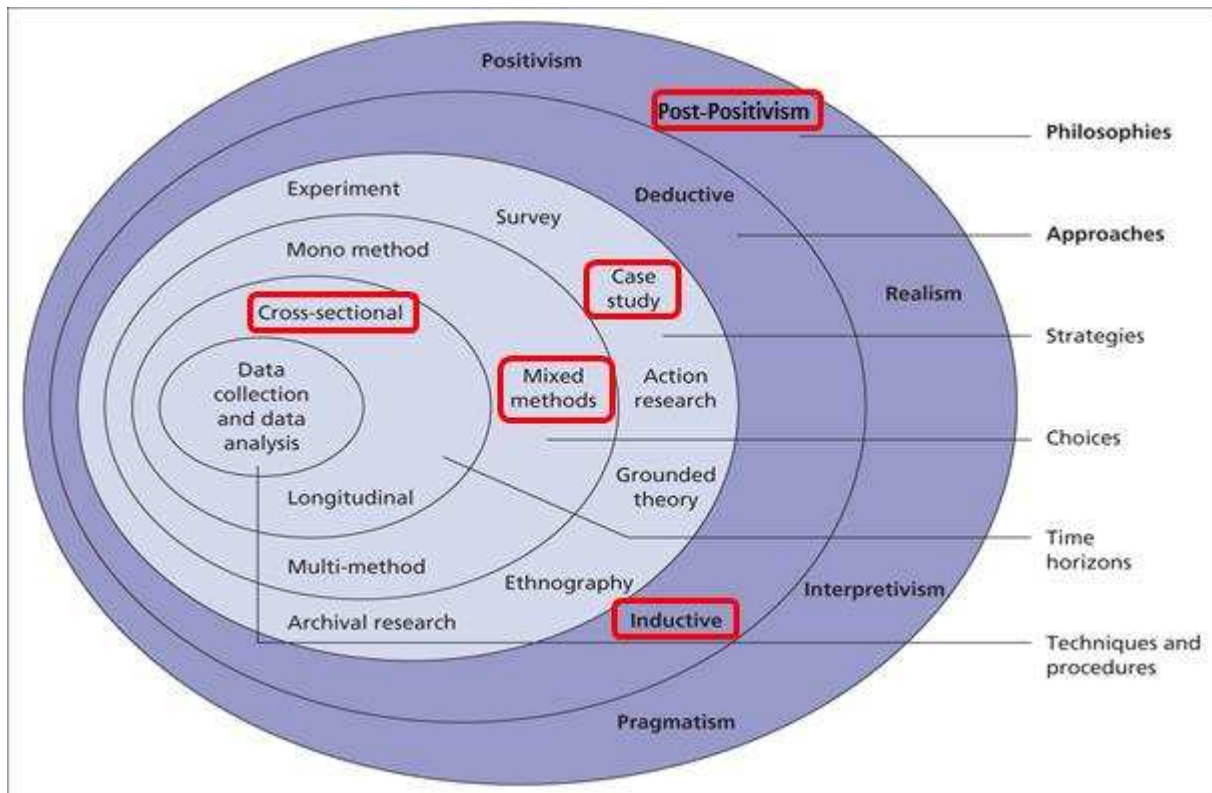 Positivism
Post-Positivism
Philosophies
Experiment
Deductive
Survey
Approaches
Mono method
Case
study
Realism
Cross-sectional
Strategies
Data
collection
and data
analysis
Mixed
methods
Action
research
Choices
Grounded
theory
Longitudinal
Time
horizons
Multi-method
Ethnography
Interpretivism
Archival research
Inductive
Techniques and
procedures
Pragmatism